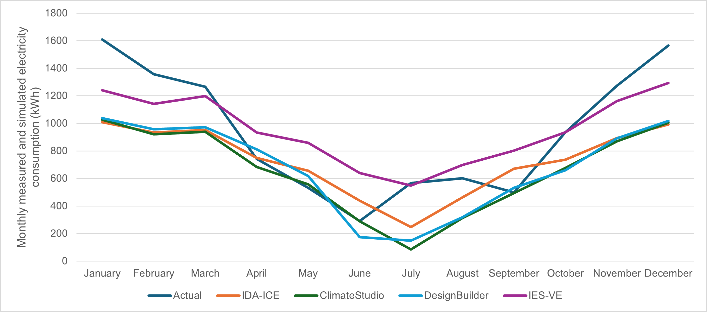 Monthly measured and simulated electricity
consumption (kWh)
1800
1600
1400
1200
1000
800
600
400
200
0
January February March April May June July August September October November December
Actual IDA-ICE ClimateStudio DesignBuilder IES-VE